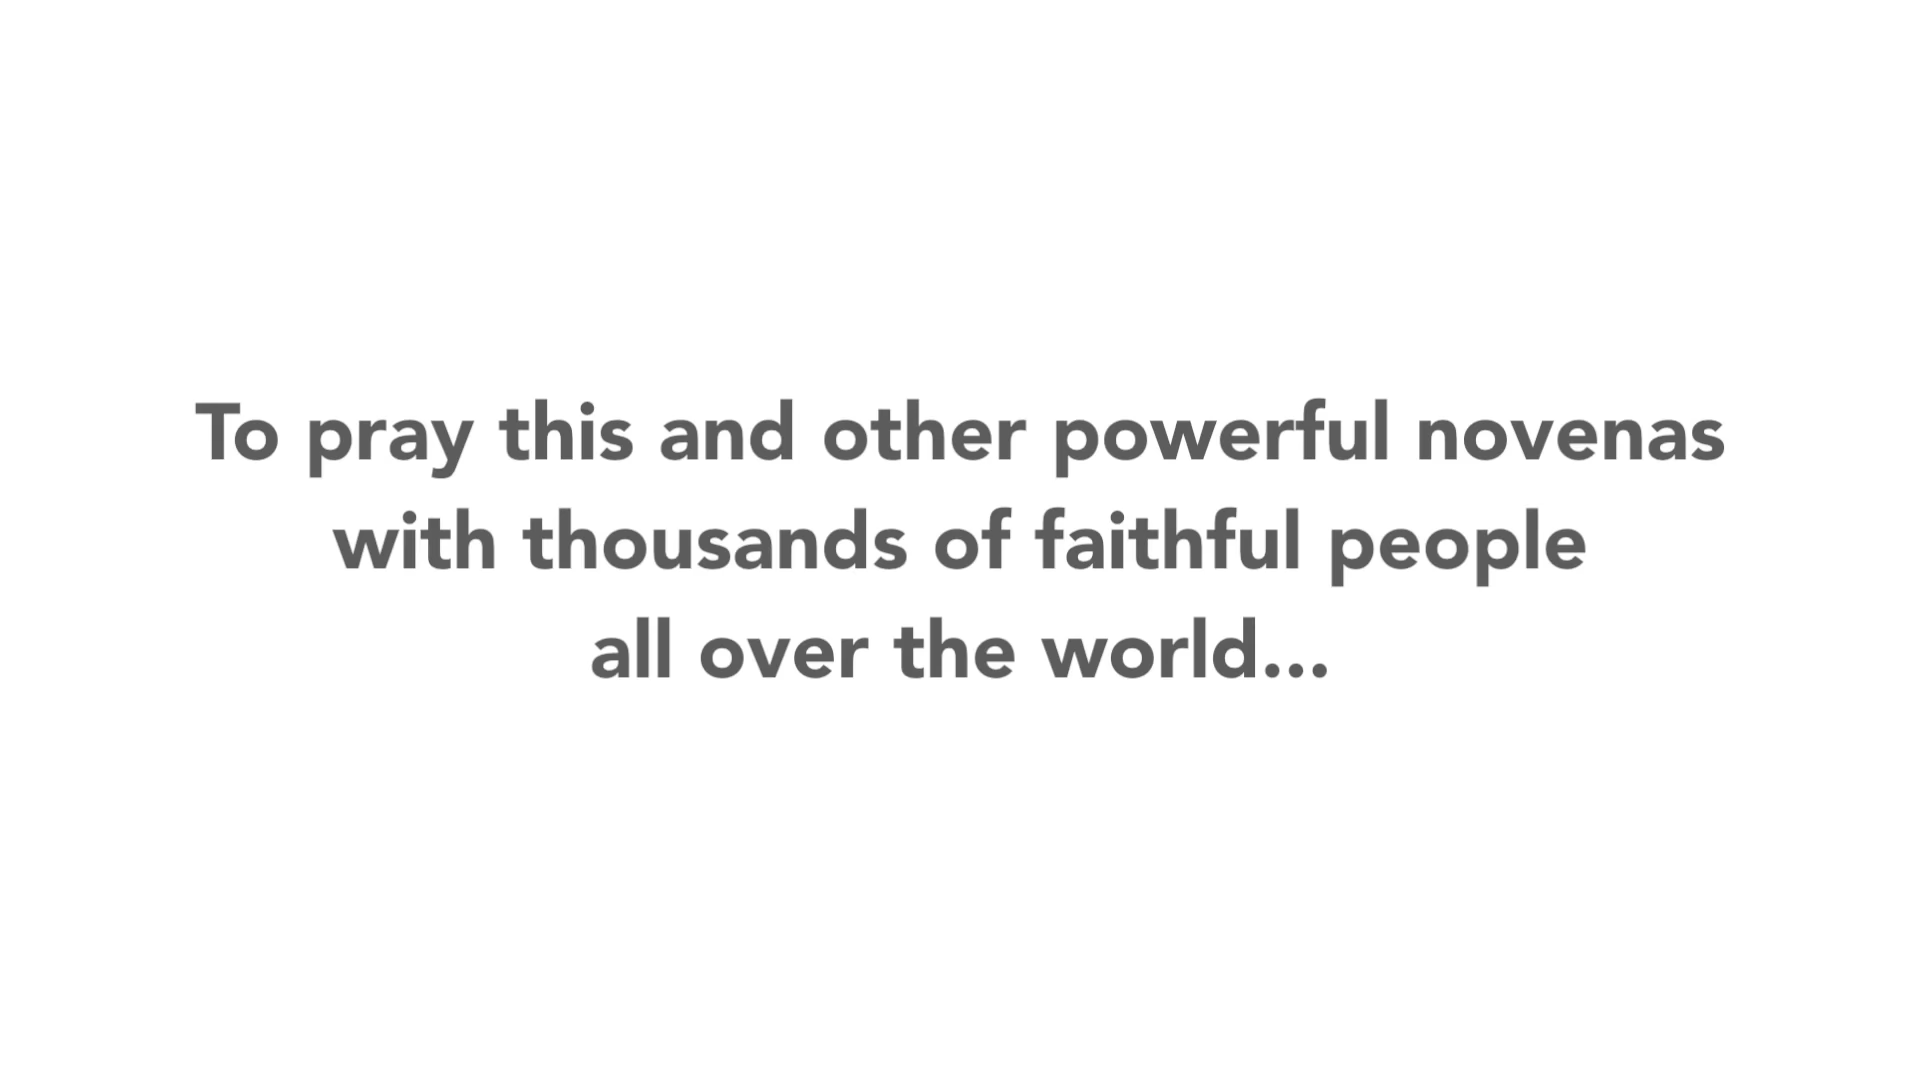 To pray this and other powerful novenas
with thousands of faithful people
all over the world...